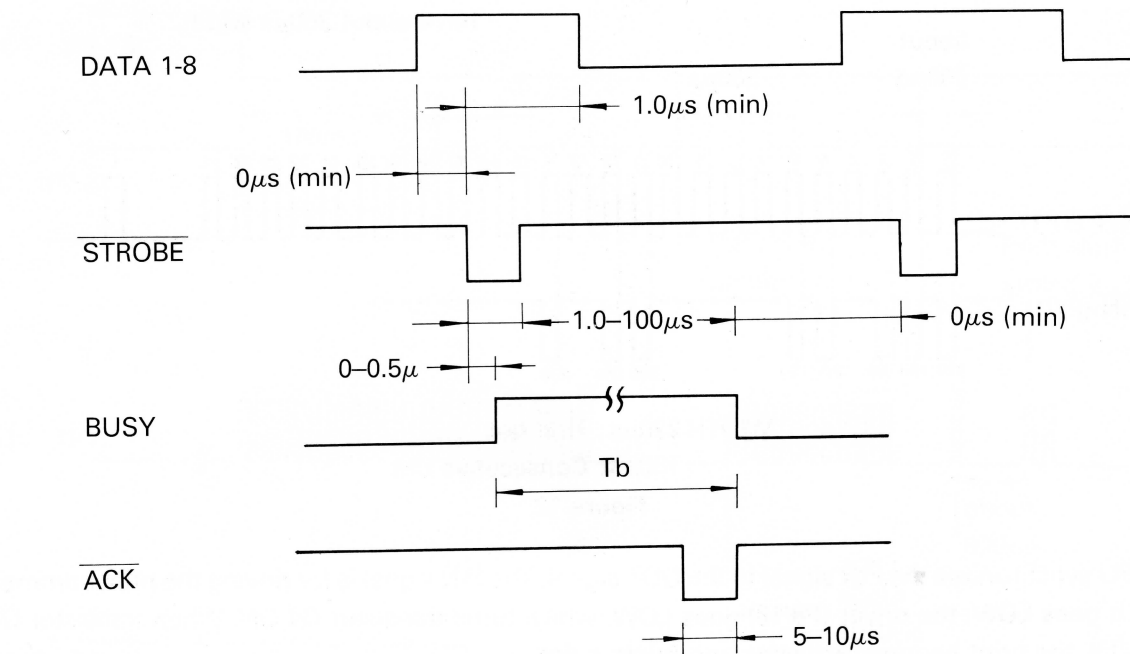 DATA 1-8
1.0μs (min)
0μs (min)
STROBE
1.0–100μs
0μs (min)
0–0.5μ
BUSY
Tb
ACK
5–10μs